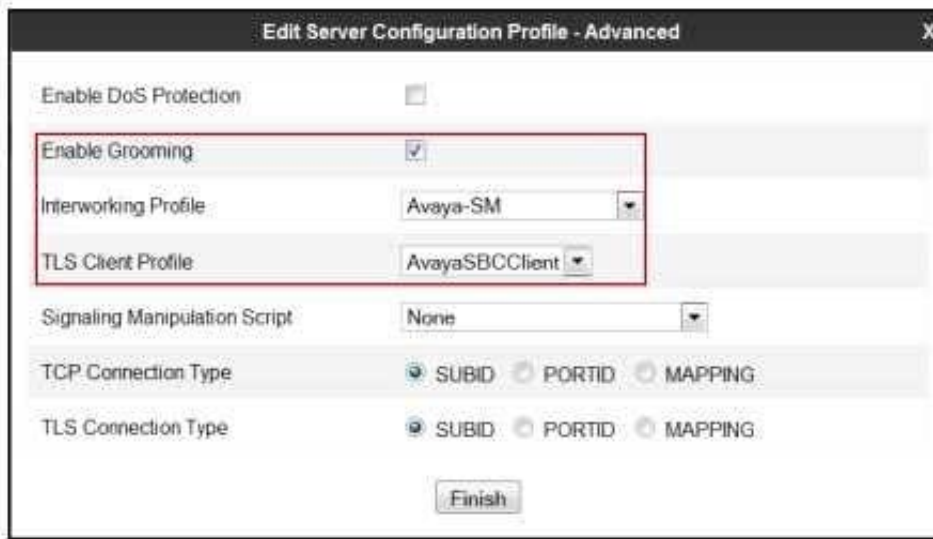 Edit Server Configuration Profile - Advanced X
Enable DoS Protection
Enable Grooming
Interworking Profile Avaya-SM
TLS Client Profile AvayaSBCClient
Signaling Manipulation Script None
TCP Connection Type SUBID PORTID MAPPING
TLS Connection Type SUBID PORTID MAPPING
Finish